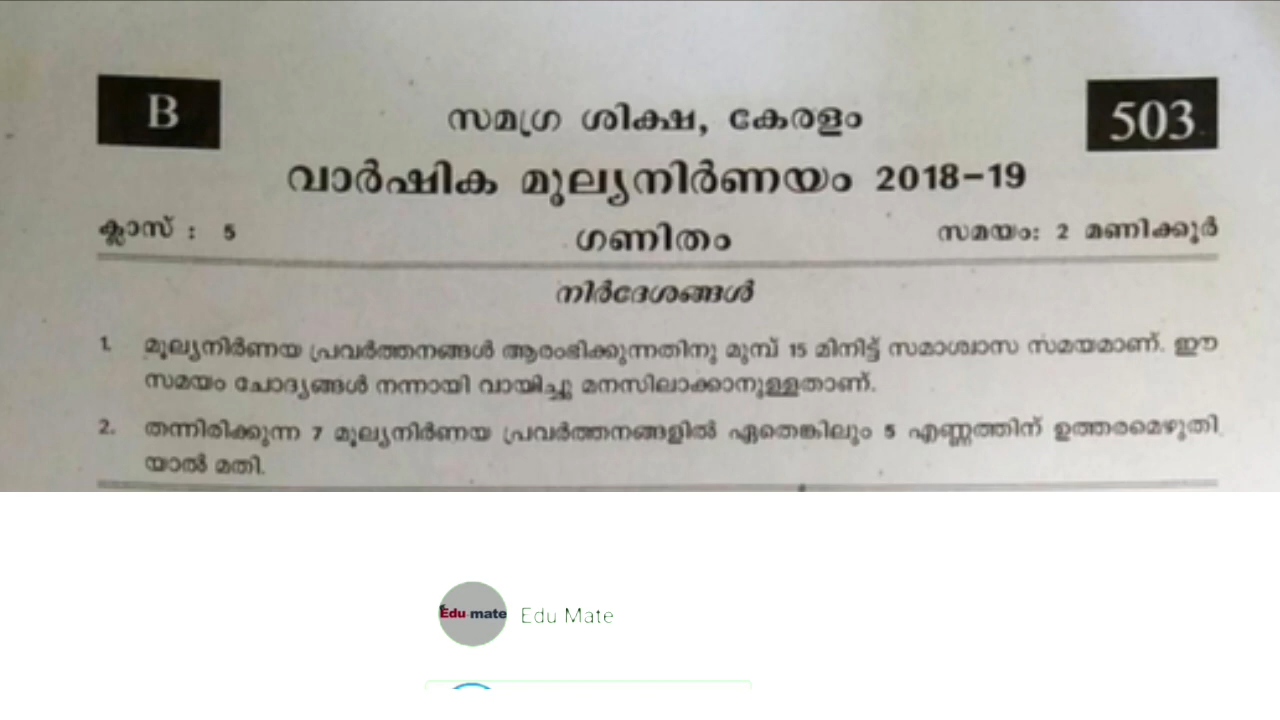 B
സമഗ്ര ശിക്ഷ, കേരളം
503
വാർഷിക മൂല്യനിർണയം 2018-19
ക്ലാസ് : 5
ഗണിതം
സമയം: 2 മണിക്കൂർ
നിർദേശങ്ങൾ
1. മൂല്യനിർണയ പ്രവർത്തനങ്ങൾ ആരംഭിക്കുന്നതിനു മുമ്പ് 15 മിനിട്ട് സമാശ്വാസ സമയമാണ്. ഈ
സമയം ചോദ്യങ്ങൾ നന്നായി വായിച്ചു മനസിലാക്കാനുള്ളതാണ്.
2. തന്നിരിക്കുന്ന 7 മൂല്യനിർണയ പ്രവർത്തനങ്ങളിൽ ഏതെങ്കിലും 5 എണ്ണത്തിന് ഉത്തരമെഴുതി
യാൽ മതി.
Edu mate
Edu Mate